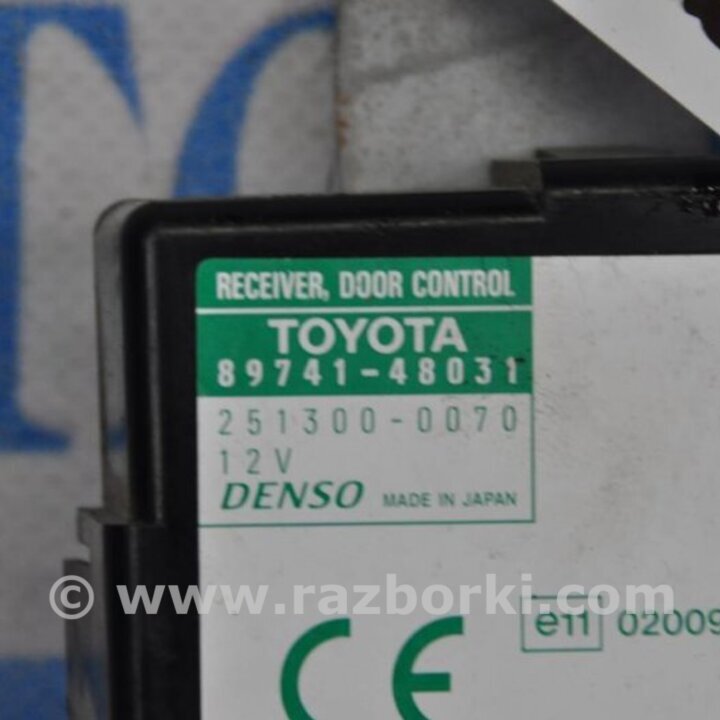 RECEIVER, DOOR CONTROL
TOYOTA
89741-48031
251300-0070
12V
DENSO MADE IN JAPAN
© www.razborki.com
e11 02009
CE